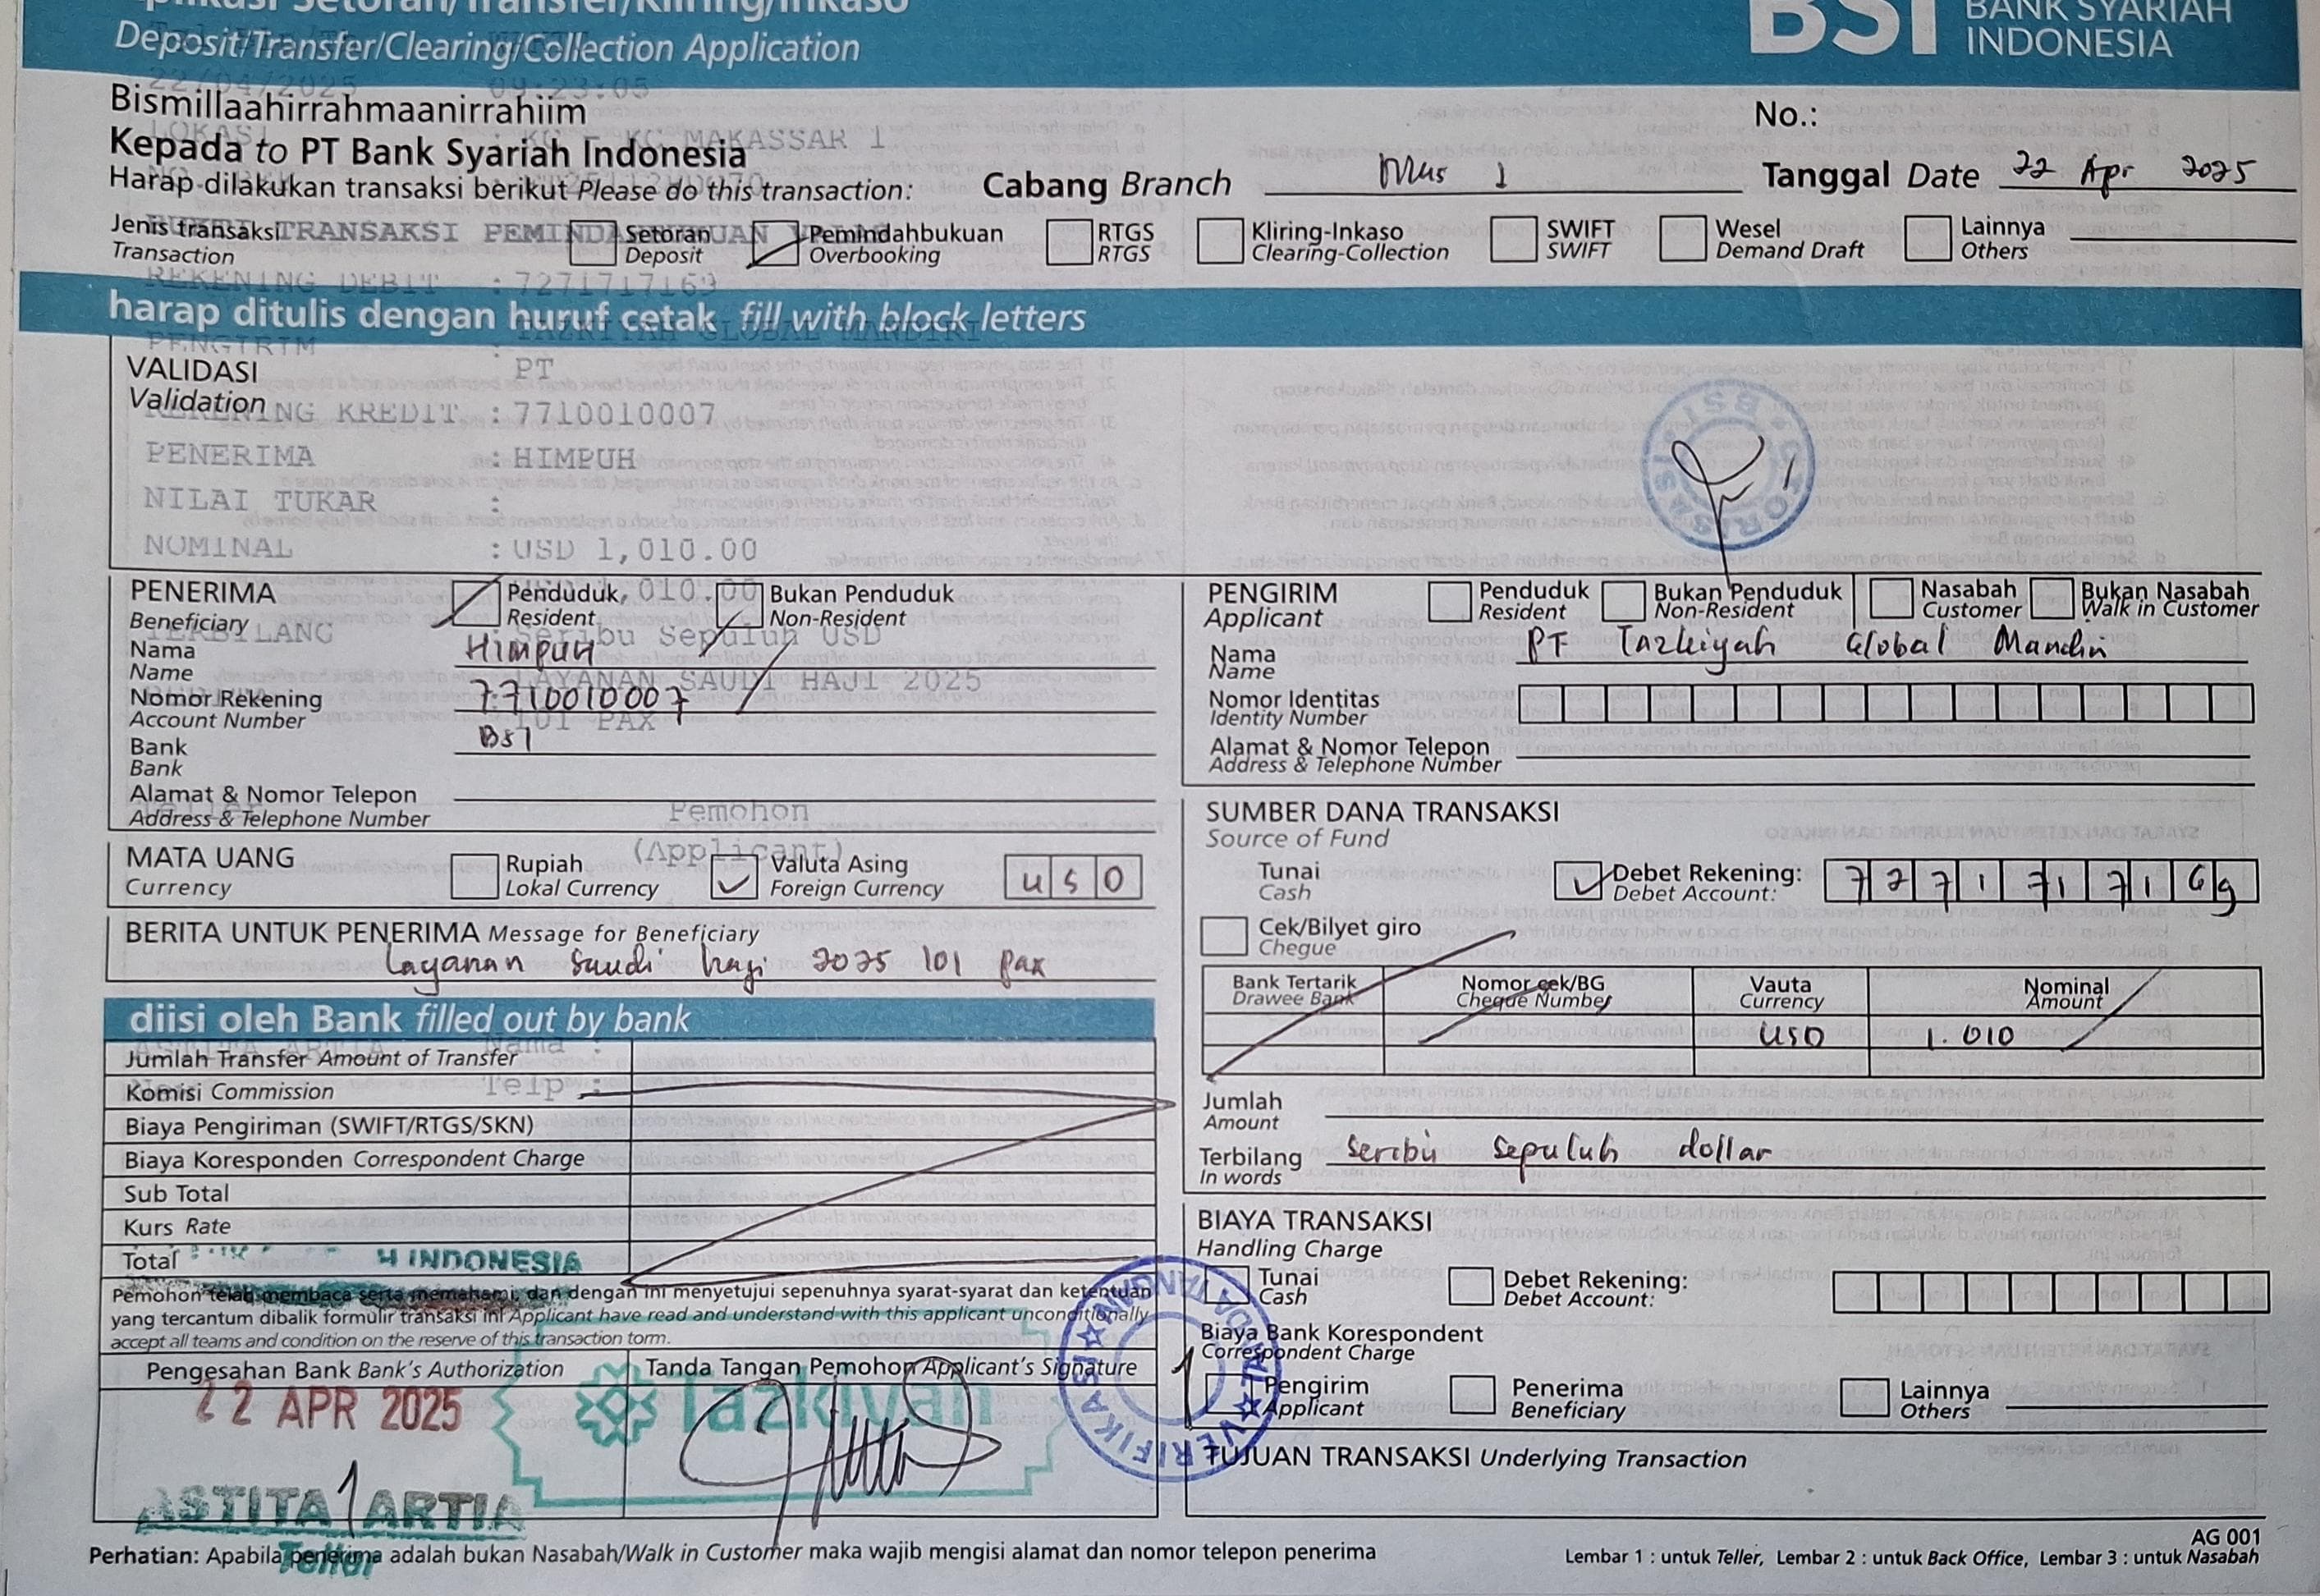 Aplikasi Setoran/Transfer/Kliring/Inkaso
Deposit/Transfer/Clearing/Collection Application
BSI BANK SYARIAH
INDONESIA
22/04/2025 09:23:05
Bismillaahirrahmaanirrahiim
No.:
LOKASI : KC MAKASSAR 1
Kepada to PT Bank Syariah Indonesia
Harap dilakukan transaksi berikut Please do this transaction:
Cabang Branch Mks 1
Tanggal Date 22 Apr 2025
Jenis transaksi
Transaction
BUKTI TRANSAKSI PEMINDAHBUKUAN
Setoran
Deposit
Pemindahbukuan
Overbooking
RTGS
RTGS
Kliring-Inkaso
Clearing-Collection
SWIFT
SWIFT
Wesel
Demand Draft
Lainnya
Others
REKENING DEBIT : 7271717169
harap ditulis dengan huruf cetak fill with block letters
TAZKIYAH GLOBAL MANDIRI
PENGIRIM
PT
VALIDASI
Validation
REKENING KREDIT : 7710010007
PENERIMA : HIMPUH
NILAI TUKAR :
NOMINAL : USD 1,010.00
1,010.00
TERBILANG : Seribu Sepuluh USD
LAYANAN SAUDI HAJI 2025
101 PAX
PENERIMA
Beneficiary
Penduduk
Resident
Bukan Penduduk
Non-Resident
Nama
Name
Himpuh
Nomor Rekening
Account Number
7710010007
Bank
Bank
BSI
Alamat & Nomor Telepon
Address & Telephone Number
Teller
Pemohon
(Applicant)
PENGIRIM
Applicant
Penduduk
Resident
Bukan Penduduk
Non-Resident
Nasabah
Customer
Bukan Nasabah
Walk in Customer
Nama
Name
PT Tazkiyah Global Mandiri
Nomor Identitas
Identity Number
Alamat & Nomor Telepon
Address & Telephone Number
MATA UANG
Currency
Rupiah
Lokal Currency
Valuta Asing
Foreign Currency
USD
BERITA UNTUK PENERIMA Message for Beneficiary
Layanan Saudi haji 2025 101 pax
SUMBER DANA TRANSAKSI
Source of Fund
Tunai
Cash
Debet Rekening:
Debet Account:
7271717169
Cek/Bilyet giro
Cheque
Bank Tertarik
Drawee Bank
Nomor cek/BG
Cheque Number
Vauta
Currency
Nominal
Amount
USD 1.010
Jumlah
Amount
Terbilang
In words
Seribu sepuluh dollar
diisi oleh Bank filled out by bank
Nama :
Jumlah Transfer Amount of Transfer
Telp :
Komisi Commission
Biaya Pengiriman (SWIFT/RTGS/SKN)
Biaya Koresponden Correspondent Charge
Sub Total
Kurs Rate
Total
H INDONESIA
Pemohon telah membaca serta memahami, dan dengan ini menyetujui sepenuhnya syarat-syarat dan ketentuan
yang tercantum dibalik formulir transaksi ini Applicant have read and understand with this applicant unconditionally
accept all teams and condition on the reserve of this transaction torm.
Pengesahan Bank Bank's Authorization
Tanda Tangan Pemohon Applicant's Signature
22 APR 2025
Tazkiyah
VERIFIKASI
ASTITA ARTIA
Teller
BIAYA TRANSAKSI
Handling Charge
Tunai
Cash
Debet Rekening:
Debet Account:
Biaya Bank Korespondent
Correspondent Charge
Pengirim
Applicant
Penerima
Beneficiary
Lainnya
Others
TUJUAN TRANSAKSI Underlying Transaction
AG 001
Perhatian: Apabila penerima adalah bukan Nasabah/Walk in Customer maka wajib mengisi alamat dan nomor telepon penerima
Lembar 1 : untuk Teller, Lembar 2 : untuk Back Office, Lembar 3 : untuk Nasabah